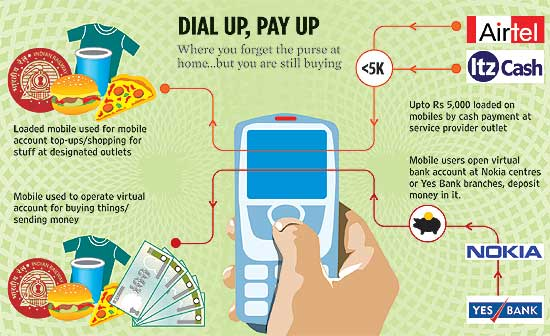 DIAL UP, PAY UP
Where you forget the purse at
home...but you are still buying
<5K
Airtel
Itz Cash
Upto Rs 5,000 loaded on
mobiles by cash payment at
service provider outlet
Loaded mobile used for mobile
account top-ups/shopping for
stuff at designated outlets
Mobile users open virtual
bank account at Nokia centres
or Yes Bank branches, deposit
money in it.
Mobile used to operate virtual
account for buying things/
sending money
INDIAN RAILWAYS
100
NOKIA
YES BANK